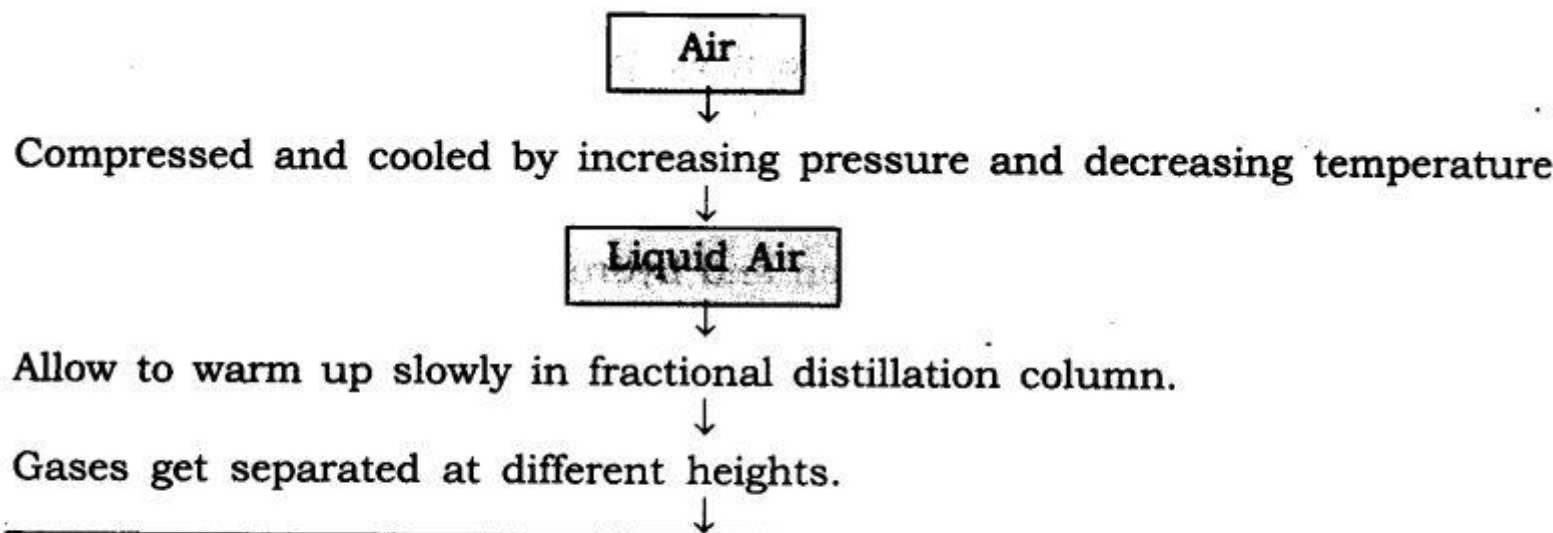 Air
Compressed and cooled by increasing pressure and decreasing temperature
Liquid Air
Allow to warm up slowly in fractional distillation column.
Gases get separated at different heights.